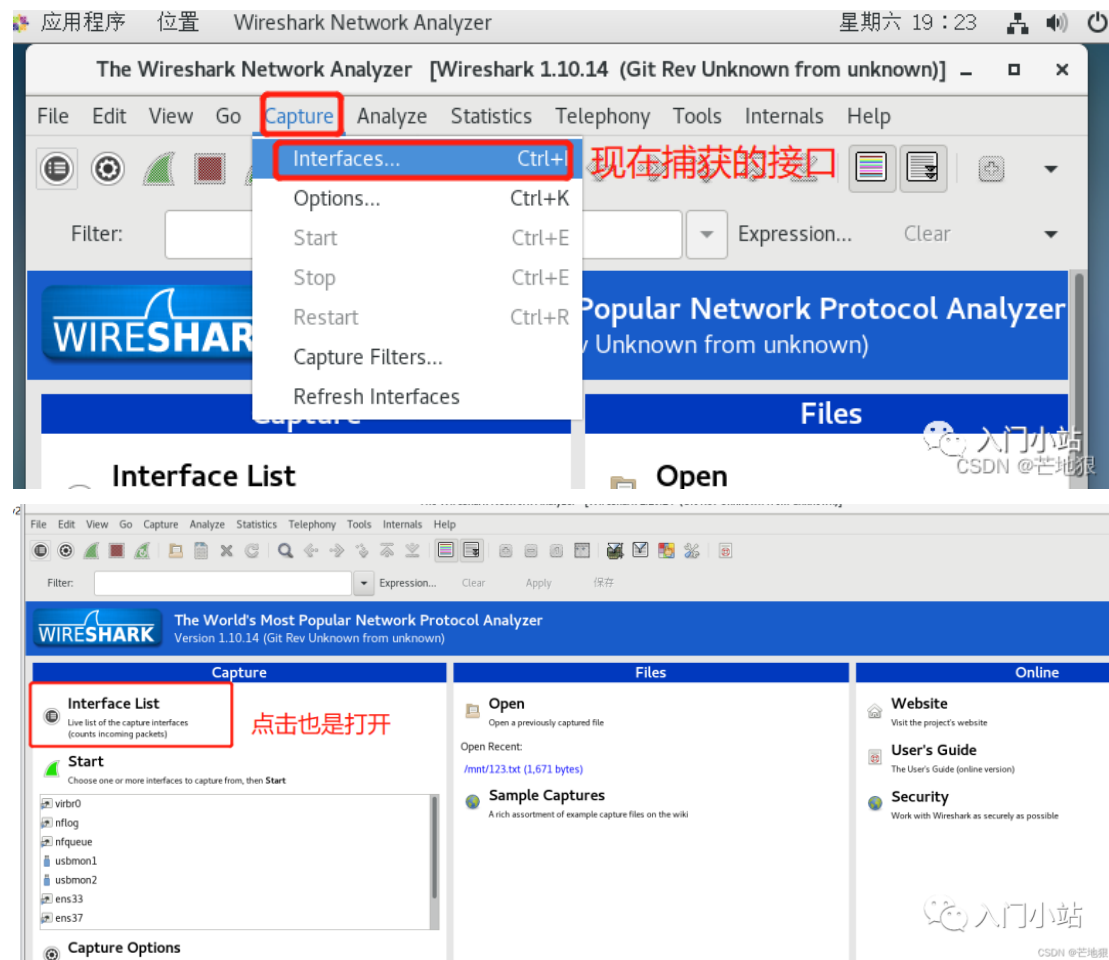 应用程序 位置 Wireshark Network Analyzer 星期六 19：23
The Wireshark Network Analyzer [Wireshark 1.10.14 (Git Rev Unknown from unknown)]
File Edit View Go Capture Analyze Statistics Telephony Tools Internals Help
Interfaces... Ctrl+I 现在捕获的接口
Options... Ctrl+K
Filter: Expression... Clear
Start Ctrl+E
Stop Ctrl+E
Restart Ctrl+R
Capture Filters...
Refresh Interfaces
WIRESHAR Popular Network Protocol Analyzer
Unknown from unknown)
Capture Files
Interface List Open
入门小站
CSDN @芒地狠
File Edit View Go Capture Analyze Statistics Telephony Tools Internals Help
Filter: Expression... Clear Apply 保存
WIRESHARK The World's Most Popular Network Protocol Analyzer
Version 1.10.14 (Git Rev Unknown from unknown)
Capture Files Online
Interface List
Live list of the capture interfaces
(counts incoming packets)
点击也是打开
Start
Choose one or more interfaces to capture from, then Start
virbr0
nflog
nfqueue
usbmon1
usbmon2
ens33
ens37
Capture Options
Open
Open a previously captured file
Open Recent:
/mnt/123.txt (1,671 bytes)
Sample Captures
A rich assortment of example capture files on the wiki
Website
Visit the project's website
User's Guide
The User's Guide (online version)
Security
Work with Wireshark as securely as possible
入门小站
CSDN @芒地狠